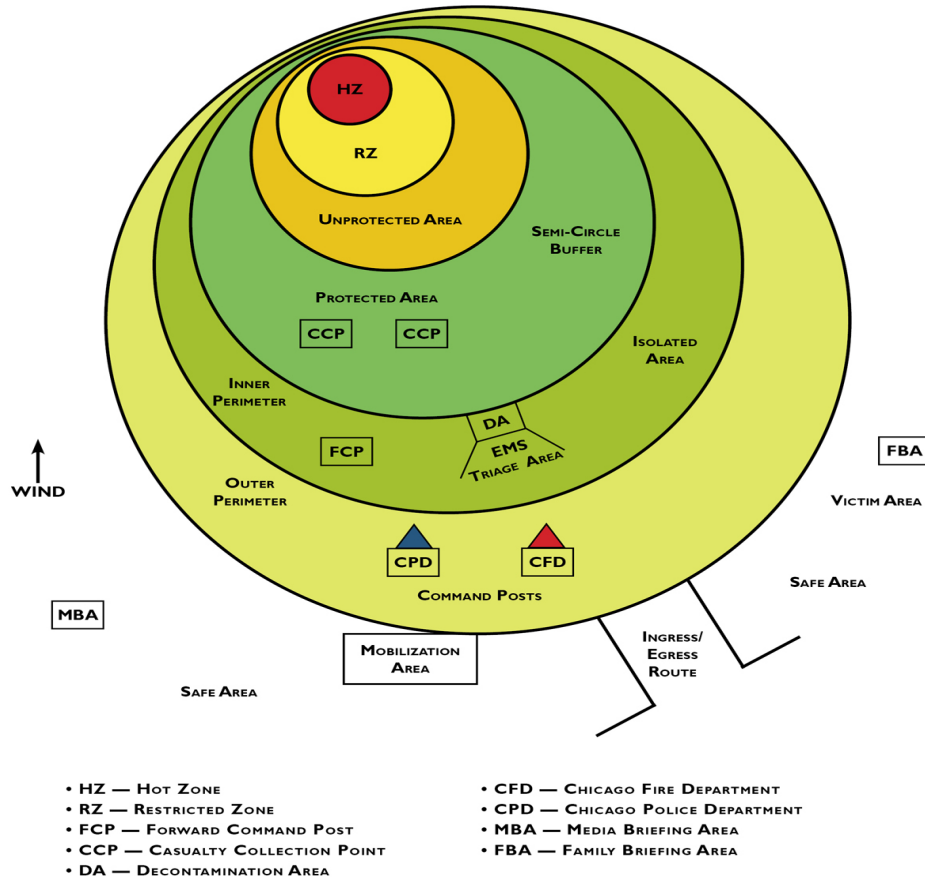 HZ
RZ
Unprotected Area
Semi-Circle
Buffer
Protected Area
CCP
CCP
Isolated
Area
Inner
Perimeter
DA
EMS
Triage Area
FCP
FBA
WIND
Outer
Perimeter
Victim Area
CPD
CFD
Command Posts
Safe Area
MBA
Mobilization
Area
Ingress/
Egress
Route
Safe Area
• HZ — Hot Zone
• RZ — Restricted Zone
• FCP — Forward Command Post
• CCP — Casualty Collection Point
• DA — Decontamination Area
• CFD — Chicago Fire Department
• CPD — Chicago Police Department
• MBA — Media Briefing Area
• FBA — Family Briefing Area